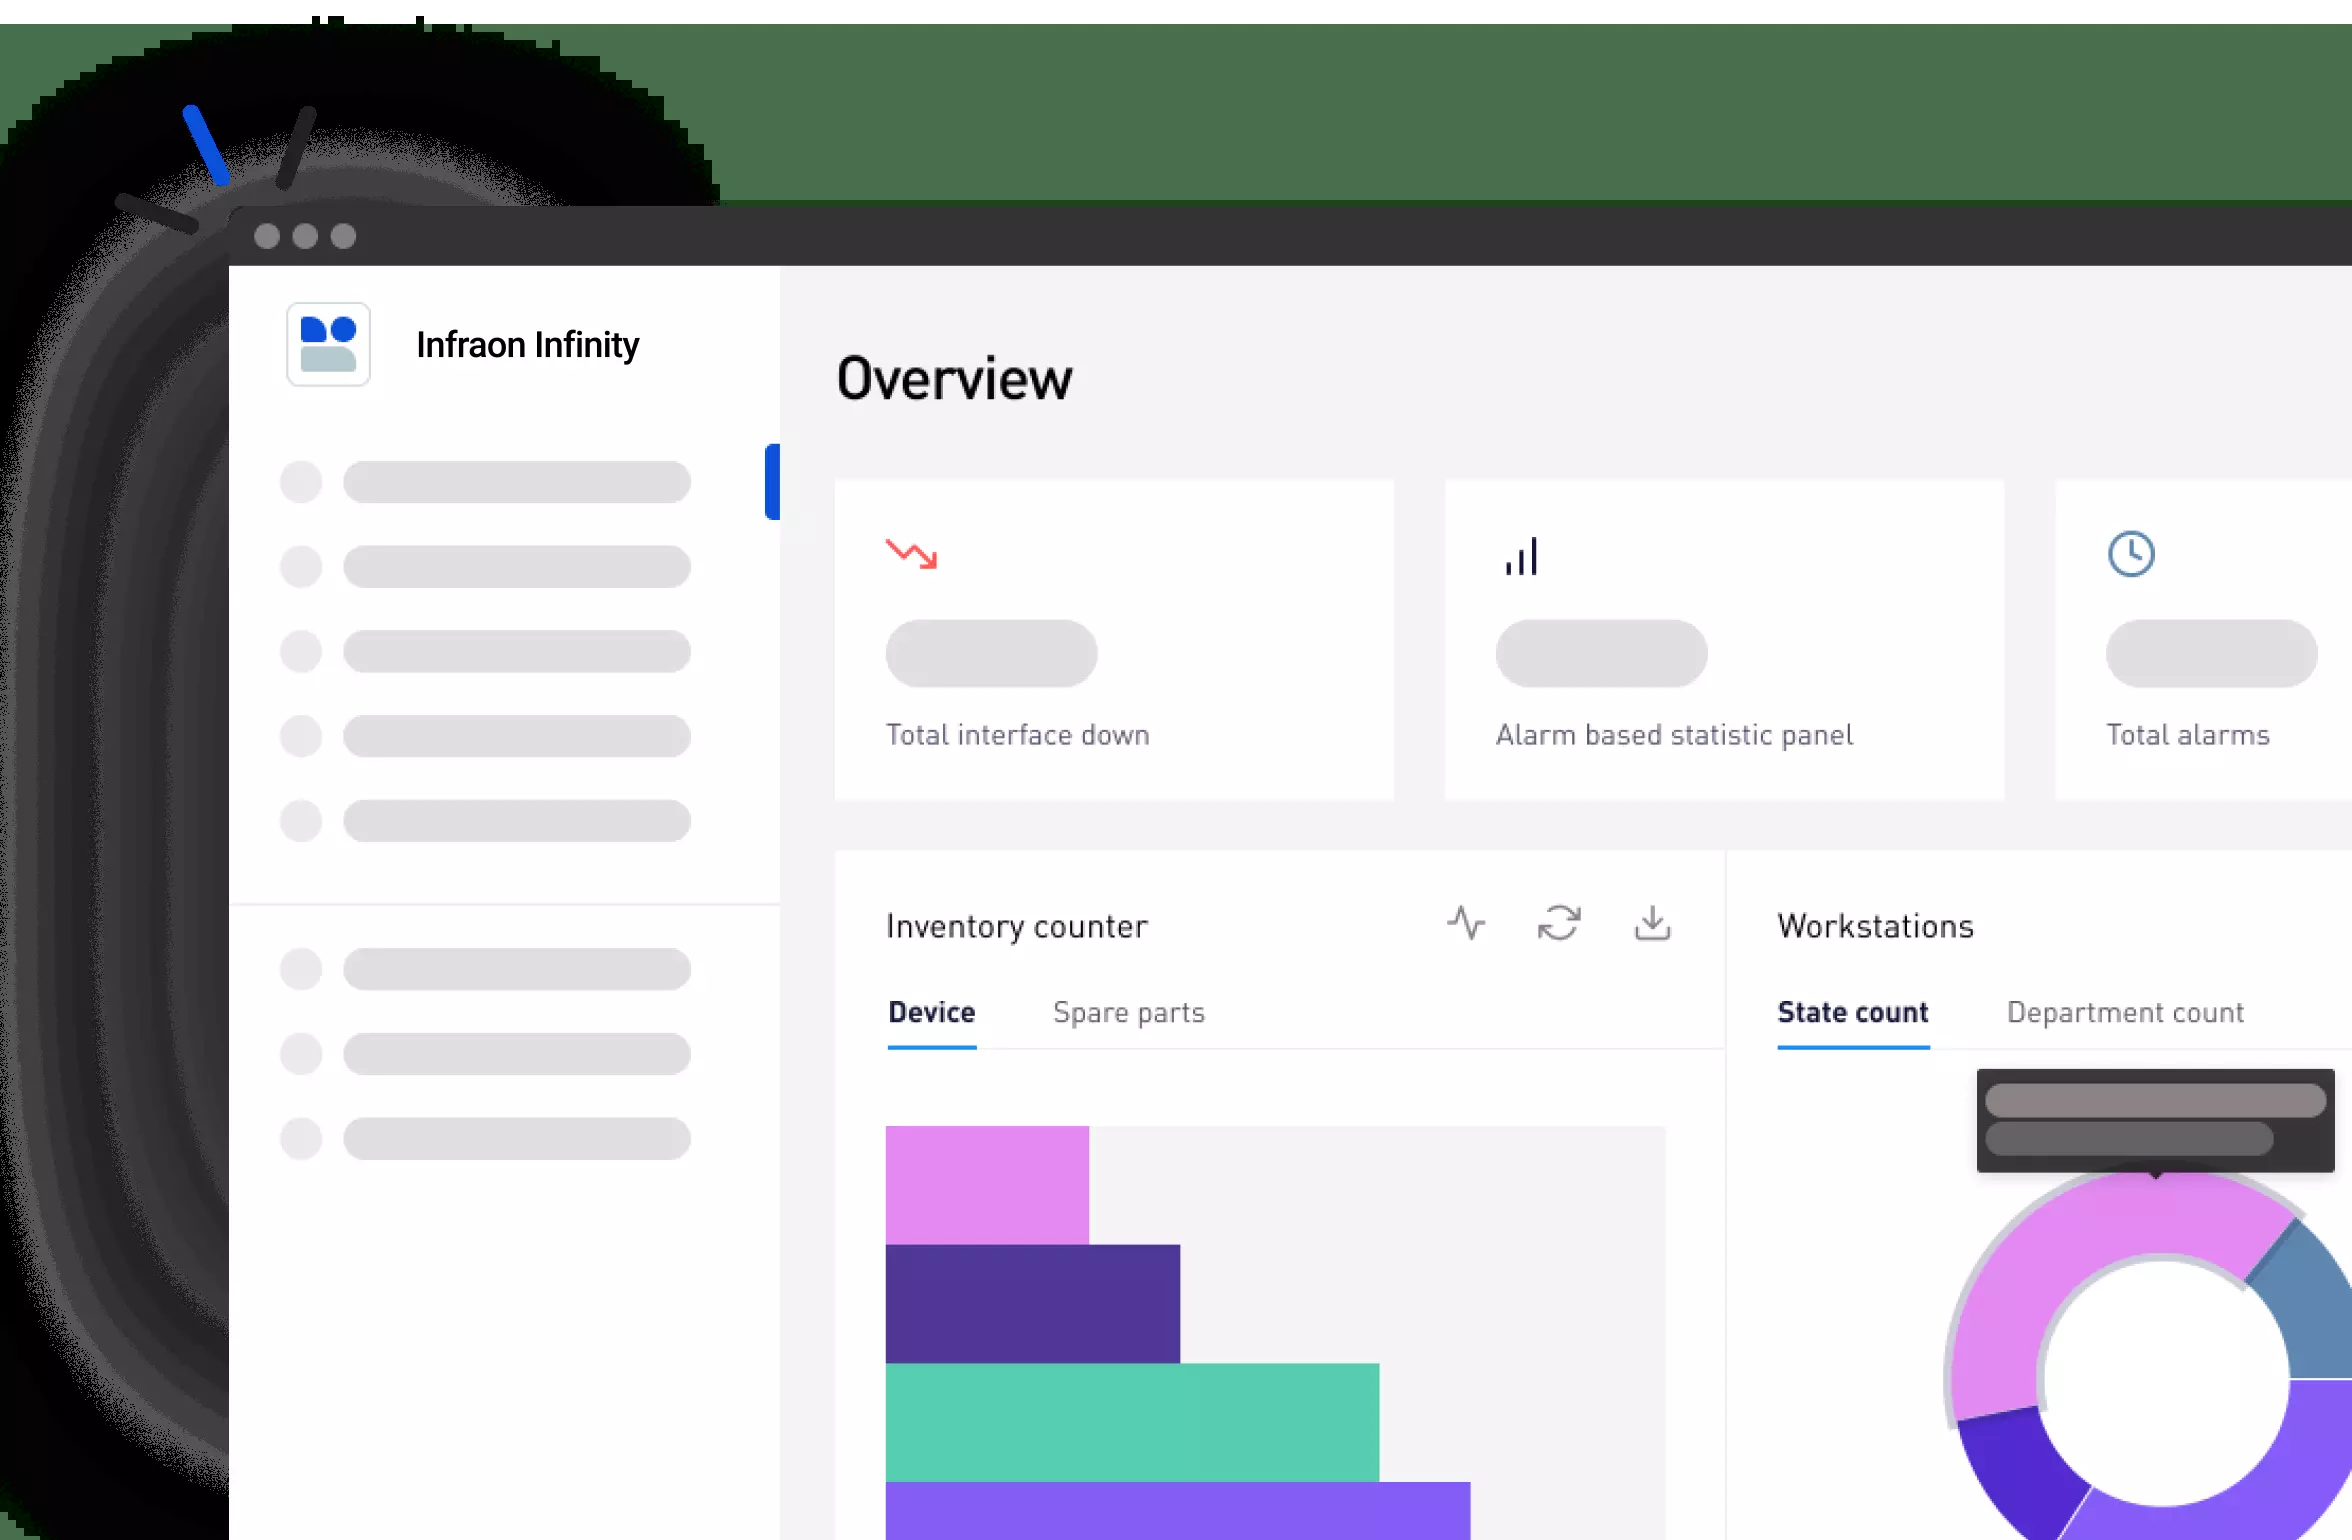 Infraon Infinity
Overview
Total interface down
Alarm based statistic panel
Total alarms
Inventory counter
Workstations
Device
Spare parts
State count
Department count